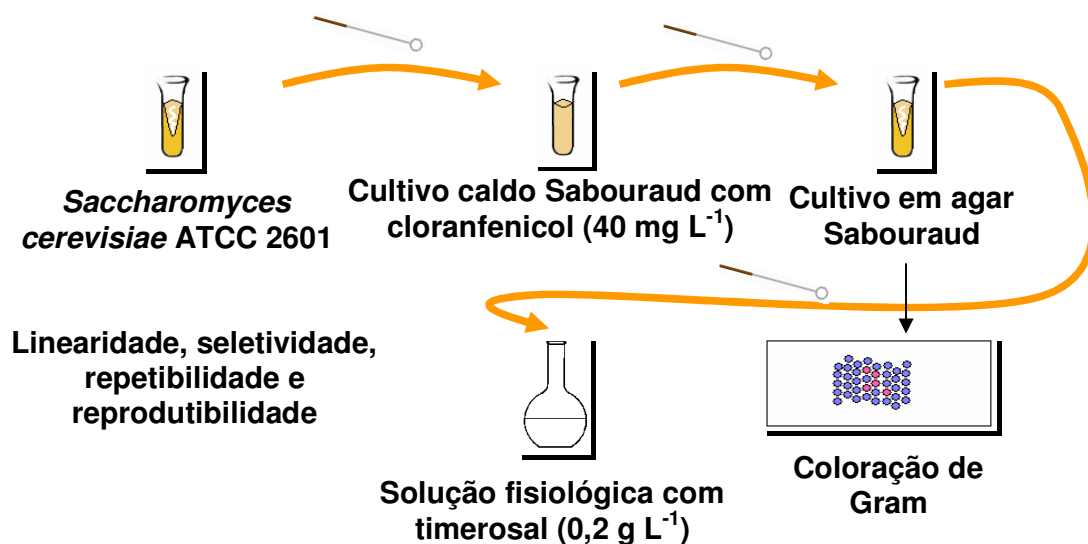 Saccharomyces
cerevisiae ATCC 2601
Cultivo caldo Sabouraud com
cloranfenicol (40 mg L⁻¹)
Cultivo em agar
Sabouraud
Linearidade, seletividade,
repetibilidade e
reprodutibilidade
Solução fisiológica com
timerosal (0,2 g L⁻¹)
Coloração de
Gram